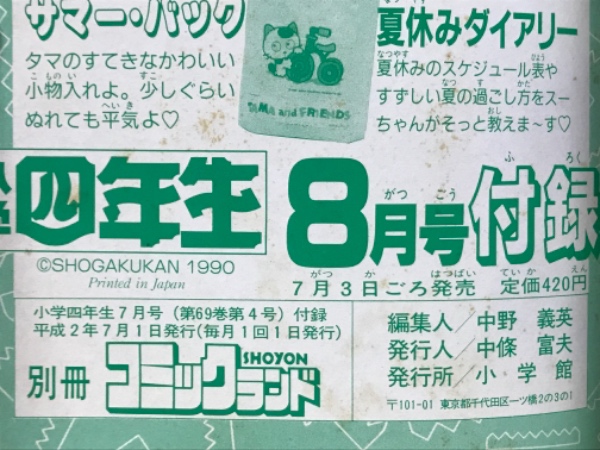 サマー・バック
タマのすてきなかわいい
小物入れよ。少しぐらい
ぬれても平気よ♡
TAMA and FRIENDS
夏休みダイアリー
夏休みのスケジュール表や
すずしい夏の過ごし方をスー
ちゃんがそっと教えま〜す♡
四年生 8月号付録
©SHOGAKUKAN 1990
Printed in Japan
7月3日ごろ発売 定価420円
小学四年生7月号(第69巻第4号)付録
平成2年7月1日発行(毎月1回1日発行)
別冊 コミックランド
SHOYON
編集人/中野 義英
発行人/中條 富夫
発行所/小学館
〒101-01 東京都千代田区一ツ橋2の3の1